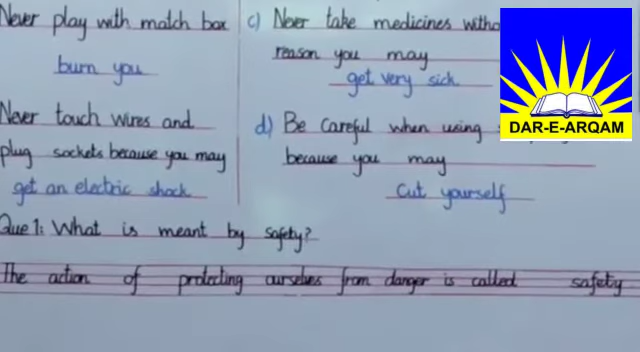 Never play with match box
burn you
Never touch wires and
plug sockets because you may
get an electric shock
c) Never take medicines
reason you may
get very sick
d) Be Careful when using
because you may
Cut yourself
Que 1: What is meant by safety?
The action of protecting ourselves from danger is called safety
DAR-E-ARQAM